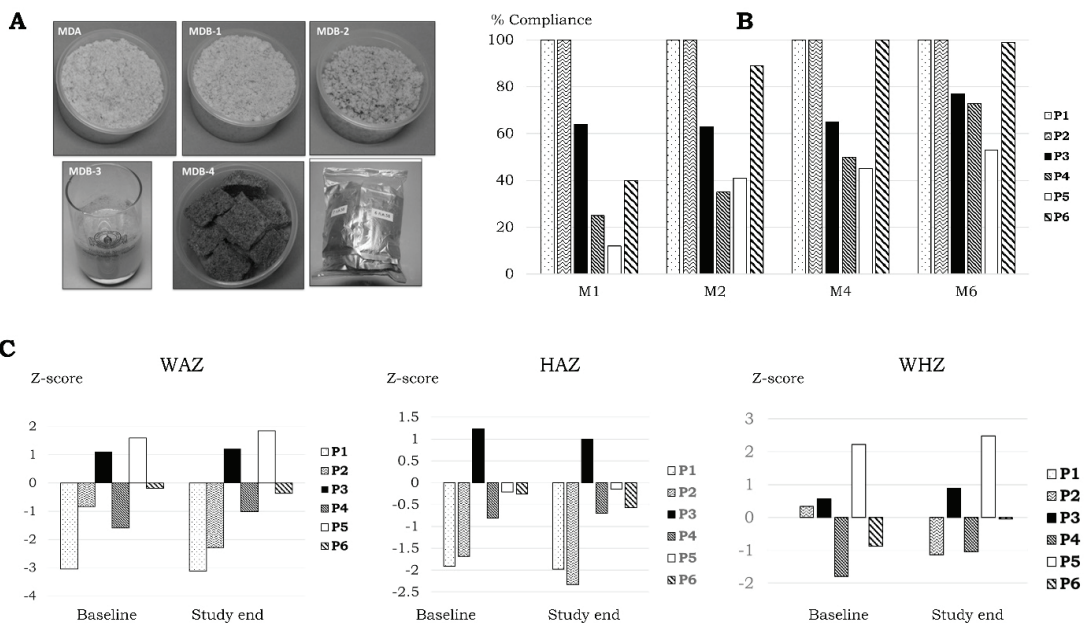 A
MDA
MDB-1
MDB-2
MDB-3
MDB-4
% Compliance
B
100
80
60
40
20
0
M1
M2
M4
M6
P1
P2
P3
P4
P5
P6
C
WAZ
Z-score
2
1
0
-1
-2
-3
-4
Baseline
Study end
P1
P2
P3
P4
P5
P6
HAZ
Z-score
1.5
1
0.5
0
-0.5
-1
-1.5
-2
-2.5
Baseline
Study end
P1
P2
P3
P4
P5
P6
WHZ
Z-score
3
2
1
0
-1
-2
Baseline
Study end
P1
P2
P3
P4
P5
P6